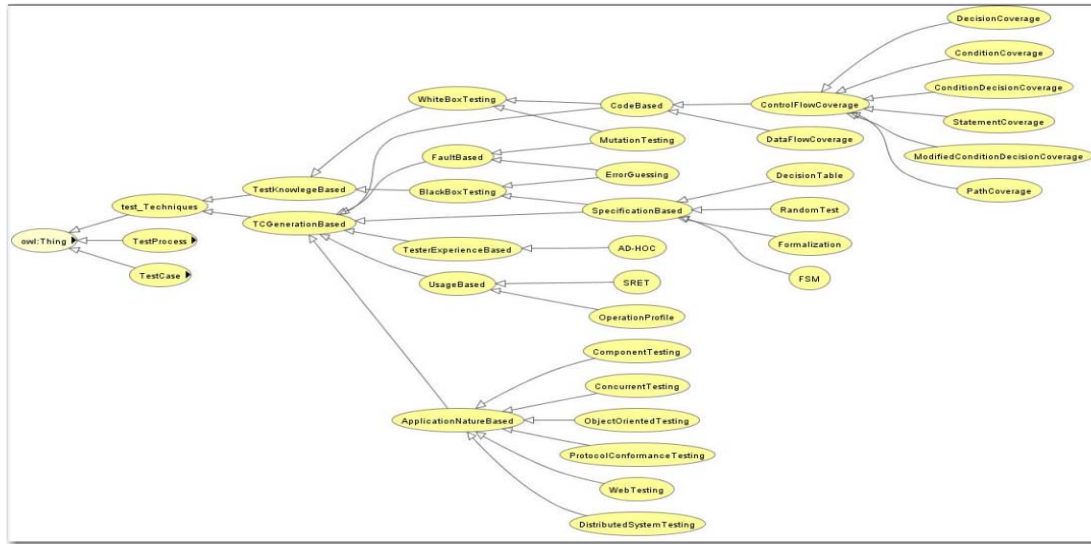 DecisionCoverage
ConditionCoverage
ConditionDecisionCoverage
WhiteBoxTesting
CodeBased
ControlFlowCoverage
StatementCoverage
MutationTesting
DataFlowCoverage
ModifiedConditionDecisionCoverage
FaultBased
ErrorGuessing
DecisionTable
PathCoverage
TestKnowlegeBased
BlackBoxTesting
test_Techniques
SpecificationBased
RandomTest
TCGenerationBased
owl:Thing
TestProcess
TesterExperienceBased
AD-HOC
Formalization
TestCase
UsageBased
SRET
FSM
OperationProfile
ComponentTesting
ConcurrentTesting
ApplicationNatureBased
ObjectOrientedTesting
ProtocolConformanceTesting
WebTesting
DistributedSystemTesting